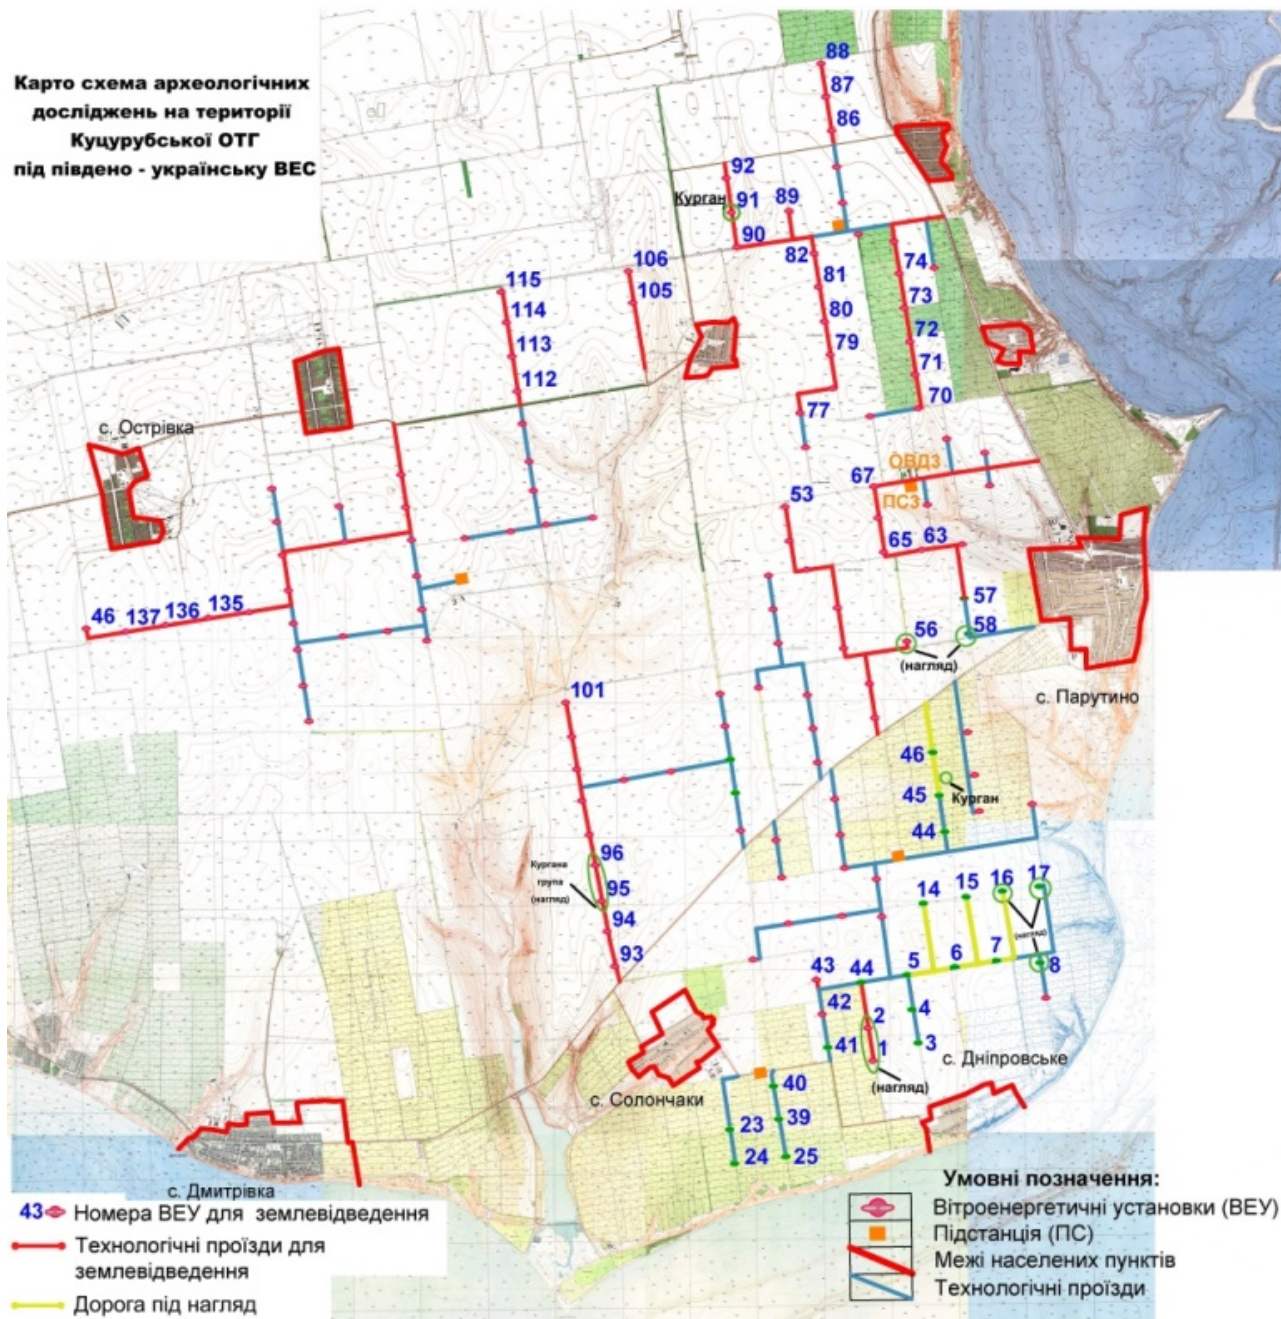 Карто схема археологічних
досліджень на території
Куцурубської ОТГ
під південо - українську ВЕС
88
87
86
92
Курган
91
89
90
82
74
106
81
115
105
73
114
80
72
113
79
71
112
70
77
с. Острівка
ОВДЗ
67
53
ПСЗ
65
63
57
46
137
136
135
56
58
(нагляд)
101
с. Парутино
46
45
Курган
44
96
Кургана
група
(нагляд)
95
14
15
16
17
94
(нагляд)
93
5
6
7
8
43
44
42
2
4
41
1
3
с. Дніпровське
(нагляд)
40
с. Солончаки
23
39
24
25
с. Дмитрівка
43 Номера ВЕУ для землевідведення
Технологічні проїзди для
землевідведення
Дорога під нагляд
Умовні позначення:
Вітроенергетичні установки (ВЕУ)
Підстанція (ПС)
Межі населених пунктів
Технологічні проїзди